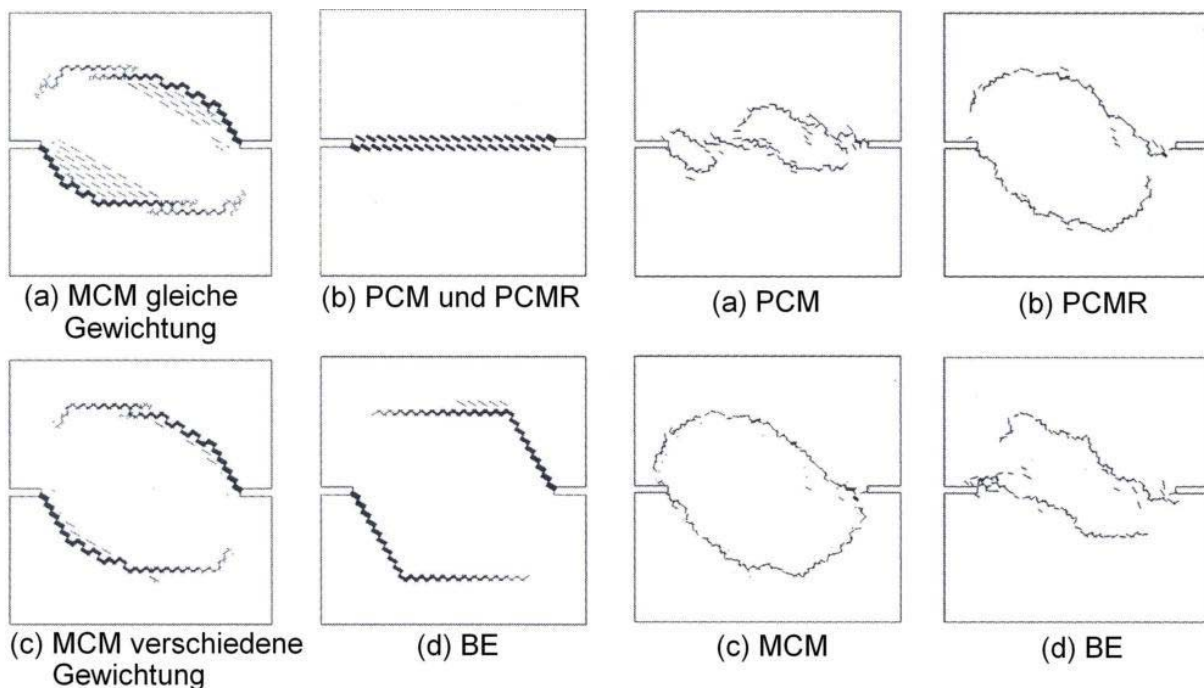 (a) MCM gleiche
Gewichtung
(b) PCM und PCMR
(a) PCM
(b) PCMR
(c) MCM verschiedene
Gewichtung
(d) BE
(c) MCM
(d) BE